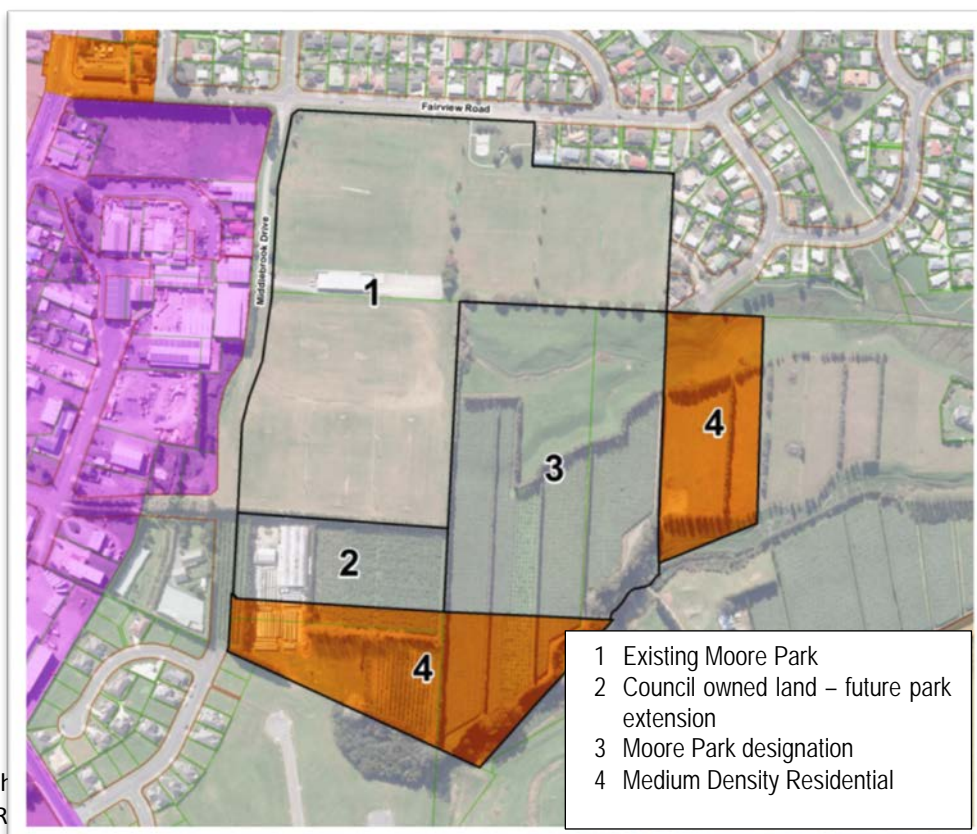 Fairview Road
Middlebrook Drive
1
4
3
2
4
1 Existing Moore Park
2 Council owned land – future park
extension
3 Moore Park designation
4 Medium Density Residential
h
R